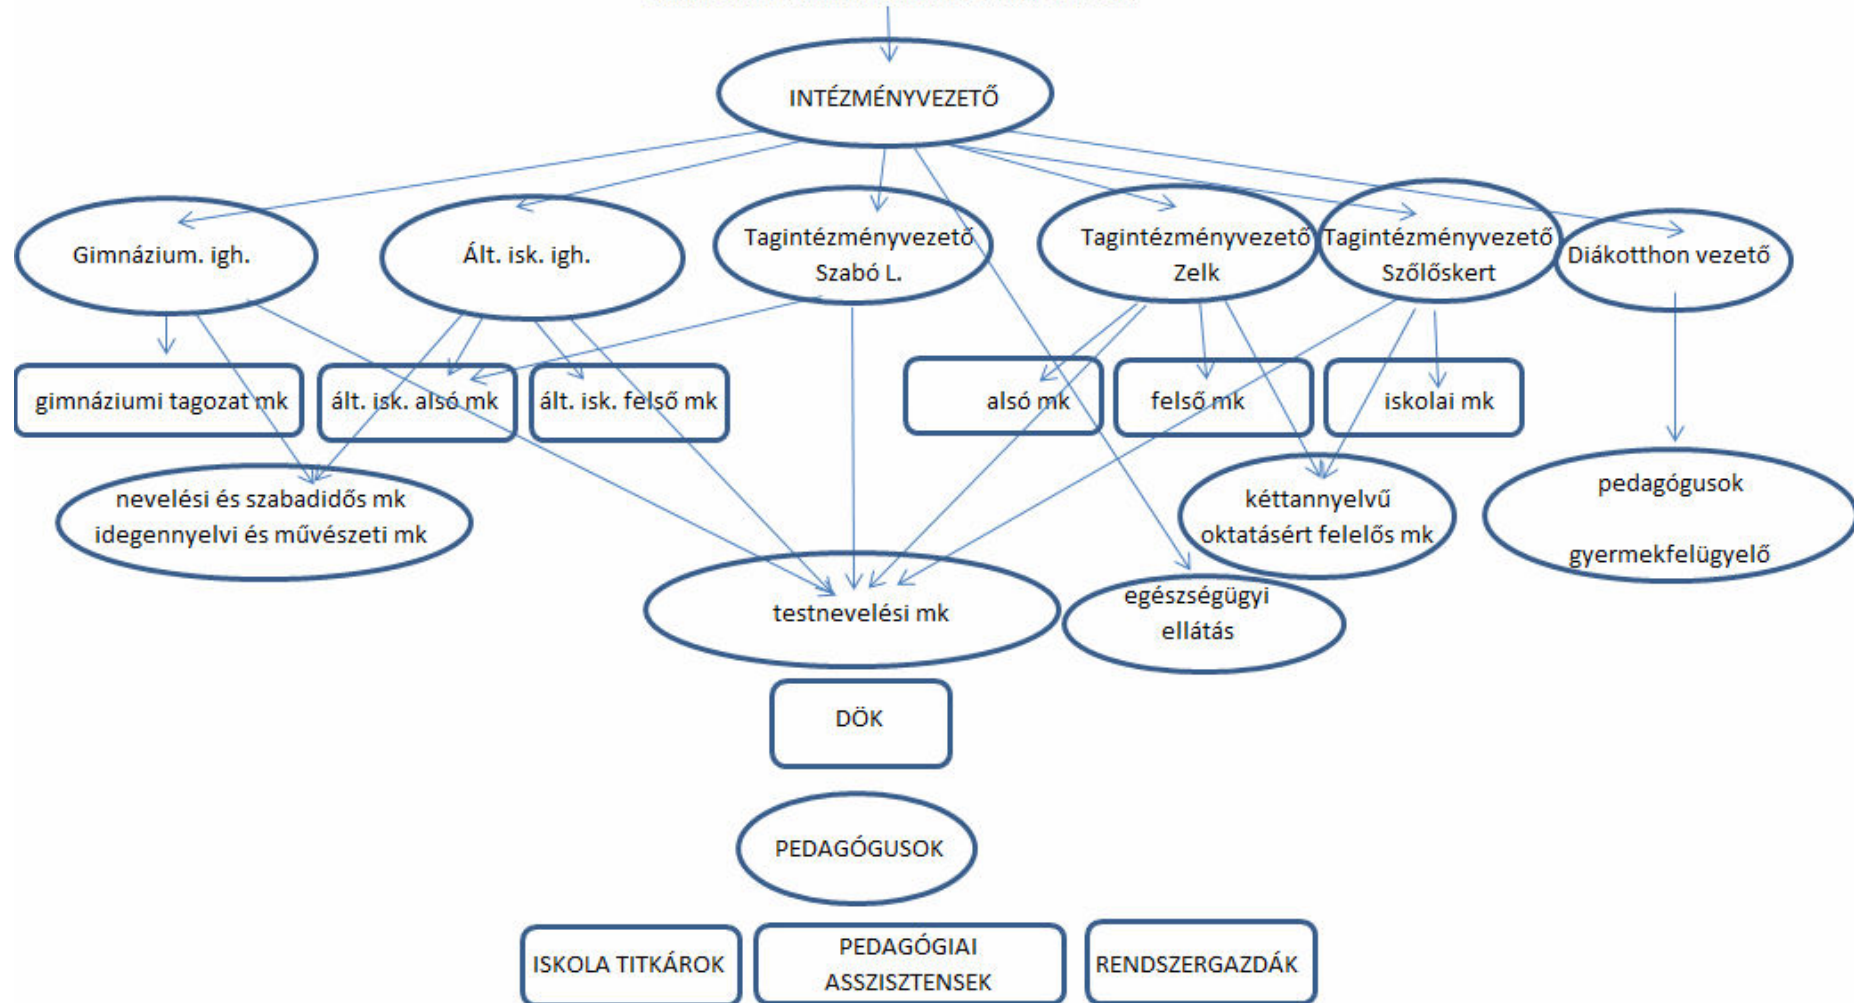 INTÉZMÉNYVEZETŐ
Gimnázium. igh.
Ált. isk. igh.
Tagintézményvezető
Szabó L.
Tagintézményvezető
Zelk
Tagintézményvezető
Szőlőskert
Diákotthon vezető
gimnáziumi tagozat mk
ált. isk. alsó mk
ált. isk. felső mk
alsó mk
felső mk
iskolai mk
nevelési és szabadidős mk
idegennyelvi és művészeti mk
kéttannyelvű
oktatásért felelős mk
pedagógusok
gyermekfelügyelő
testnevelési mk
egészségügyi
ellátás
DÖK
PEDAGÓGUSOK
ISKOLA TITKÁROK
PEDAGÓGIAI
ASSZISZTENSEK
RENDSZERGAZDÁK